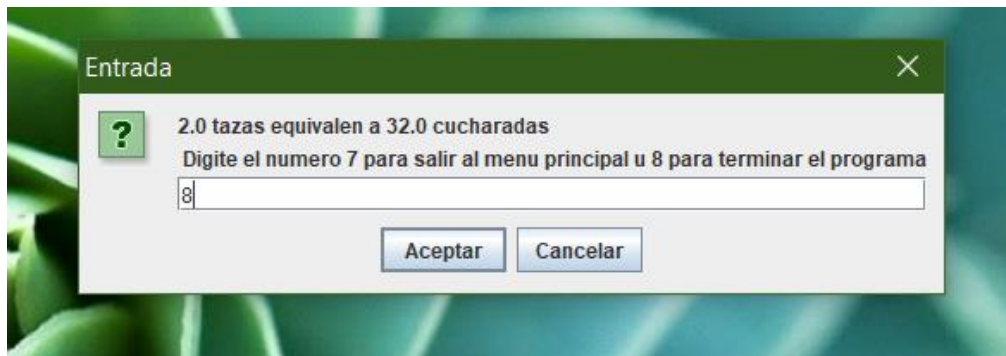 Entrada
?
2.0 tazas equivalen a 32.0 cucharadas
Digite el numero 7 para salir al menu principal u 8 para terminar el programa
8
Aceptar Cancelar